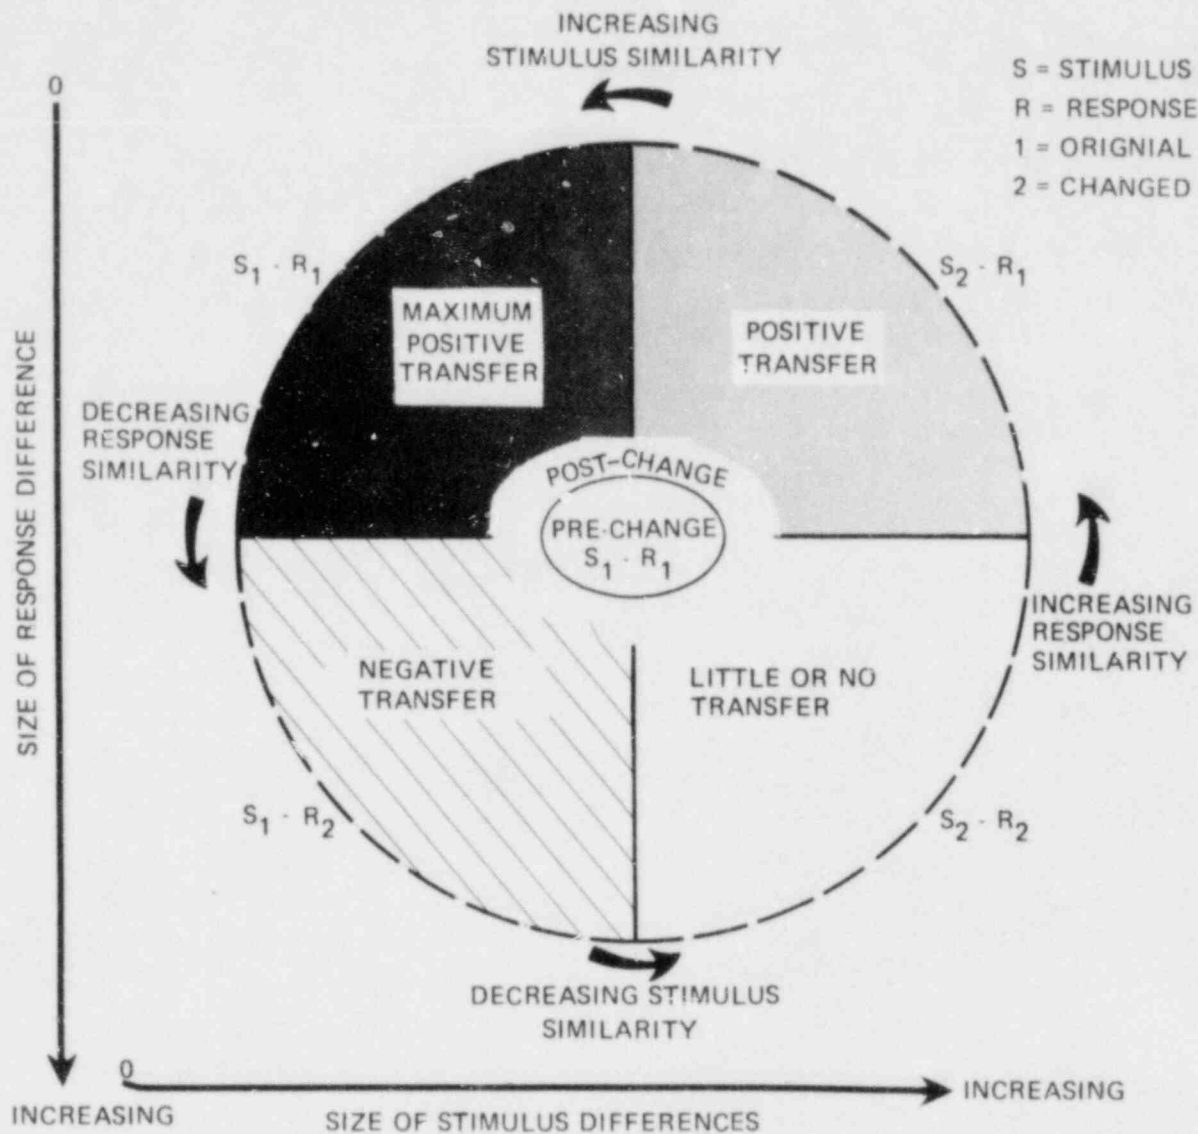 INCREASING
STIMULUS SIMILARITY
S = STIMULUS
R = RESPONSE
1 = ORIGNIAL
2 = CHANGED
0
S₁ - R₁
S₂ - R₁
MAXIMUM
POSITIVE
TRANSFER
POSITIVE
TRANSFER
SIZE OF RESPONSE DIFFERENCE
DECREASING
RESPONSE
SIMILARITY
POST-CHANGE
PRE-CHANGE
S₁ - R₁
INCREASING
RESPONSE
SIMILARITY
NEGATIVE
TRANSFER
LITTLE OR NO
TRANSFER
S₁ - R₂
S₂ - R₂
DECREASING STIMULUS
SIMILARITY
0
INCREASING
SIZE OF STIMULUS DIFFERENCES
INCREASING